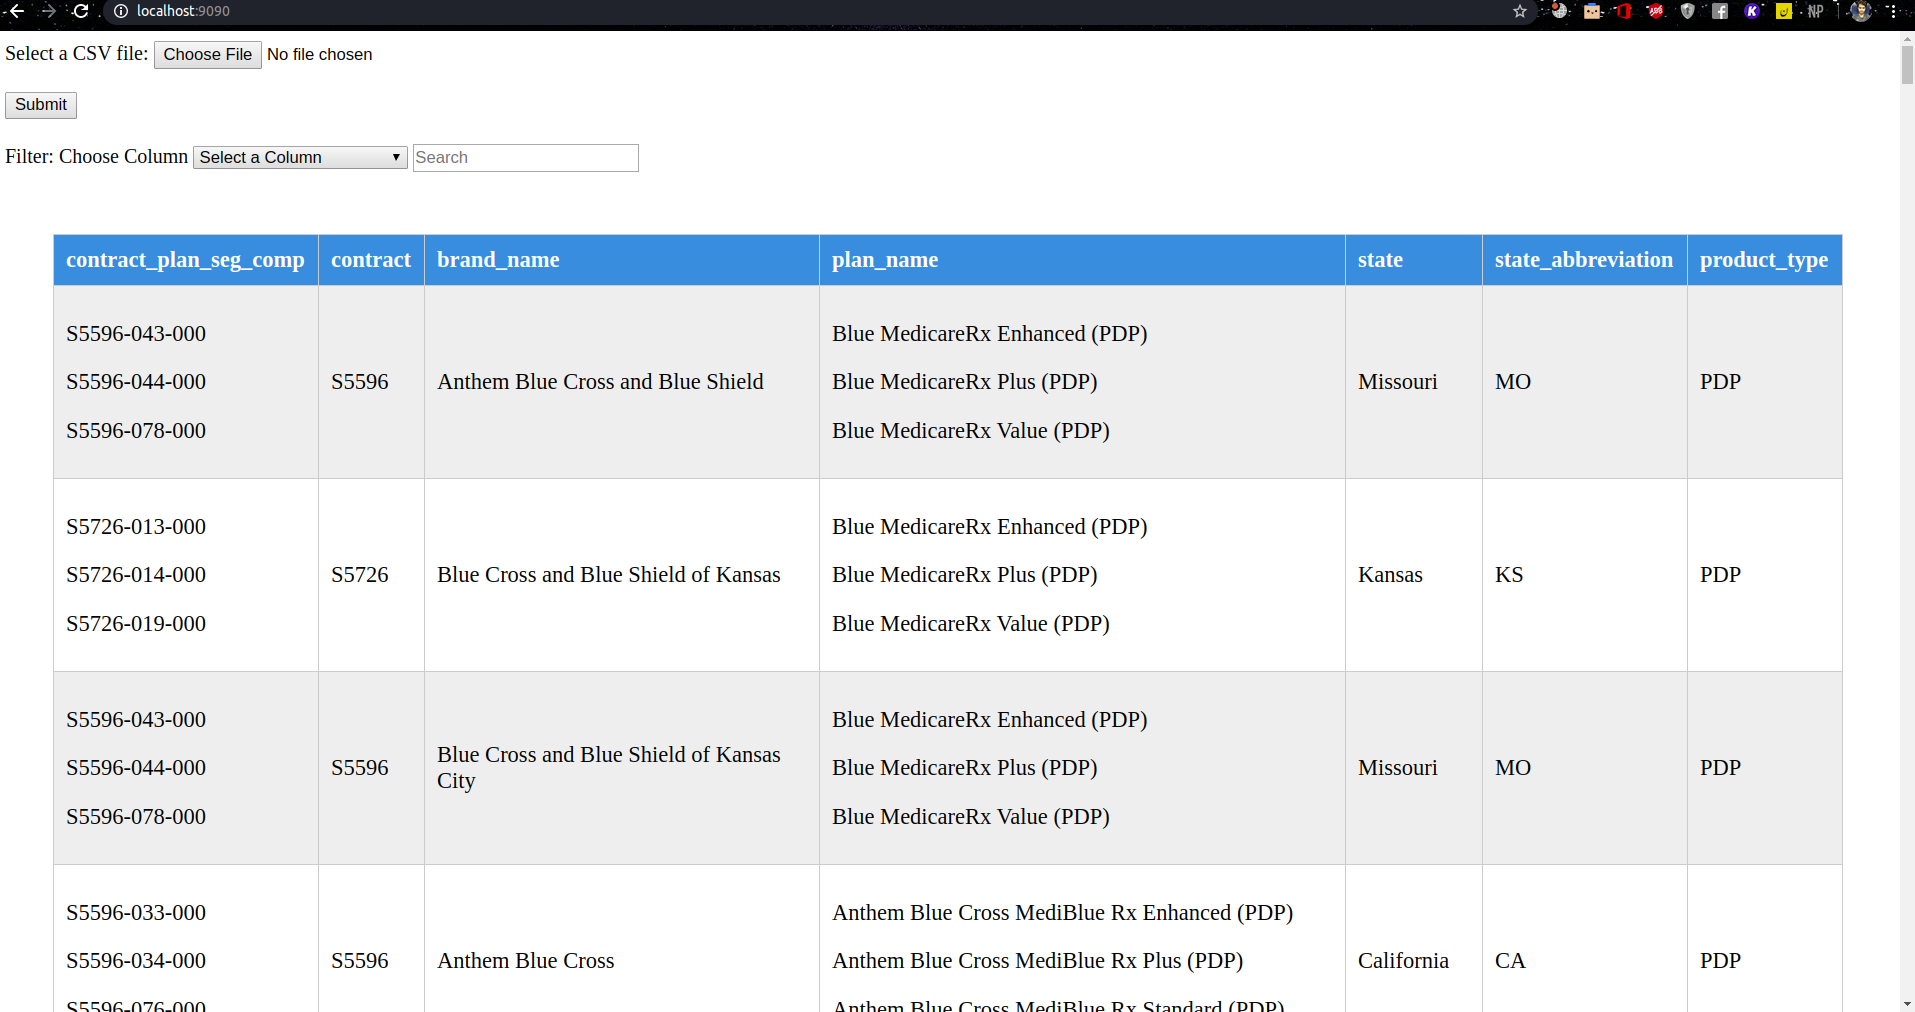 localhost:9090
Select a CSV file: Choose File No file chosen
Submit
Filter: Choose Column Select a Column Search
contract_plan_seg_comp contract brand_name plan_name state state_abbreviation product_type
S5596-043-000 Blue MedicareRx Enhanced (PDP)
S5596-044-000 S5596 Anthem Blue Cross and Blue Shield Blue MedicareRx Plus (PDP) Missouri MO PDP
S5596-078-000 Blue MedicareRx Value (PDP)
S5726-013-000 Blue MedicareRx Enhanced (PDP)
S5726-014-000 S5726 Blue Cross and Blue Shield of Kansas Blue MedicareRx Plus (PDP) Kansas KS PDP
S5726-019-000 Blue MedicareRx Value (PDP)
S5596-043-000 Blue MedicareRx Enhanced (PDP)
S5596-044-000 S5596 Blue Cross and Blue Shield of Kansas Blue MedicareRx Plus (PDP) Missouri MO PDP
City
S5596-078-000 Blue MedicareRx Value (PDP)
S5596-033-000 Anthem Blue Cross MediBlue Rx Enhanced (PDP)
S5596-034-000 S5596 Anthem Blue Cross Anthem Blue Cross MediBlue Rx Plus (PDP) California CA PDP
S5596-076-000 Anthem Blue Cross MediBlue Rx Standard (PDP)